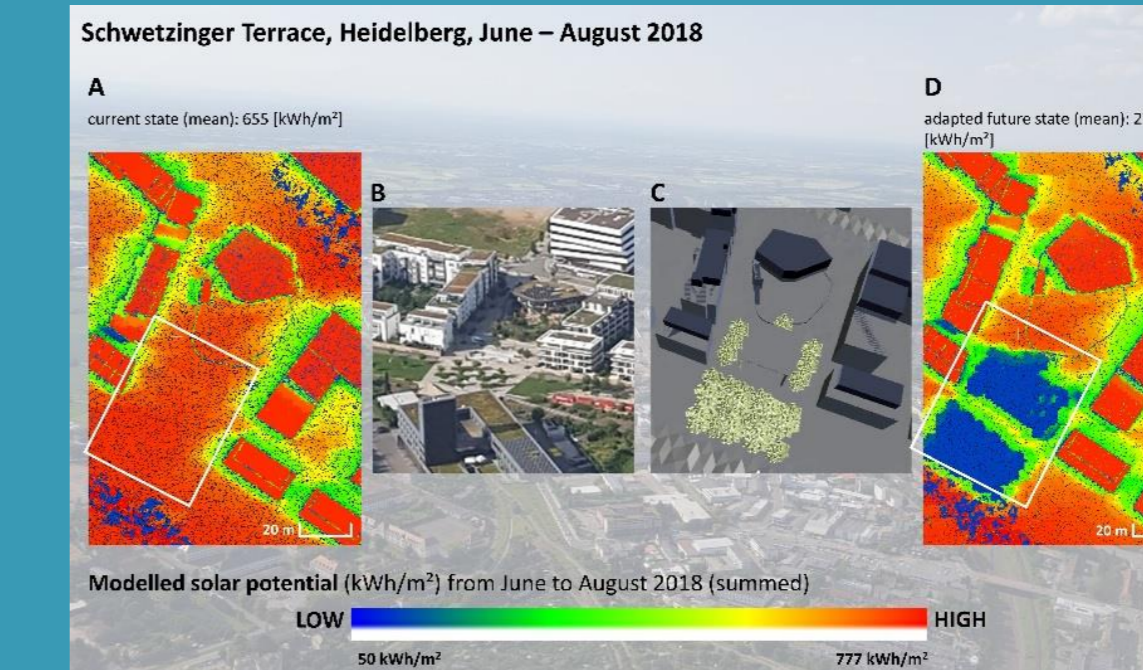 Schwetzinger Terrace, Heidelberg, June – August 2018
A
current state (mean): 655 [kWh/m²]
B
C
D
adapted future state (mean): 2
[kWh/m²]
20 m
20 m
Modelled solar potential (kWh/m²) from June to August 2018 (summed)
LOW
HIGH
50 kWh/m²
777 kWh/m²